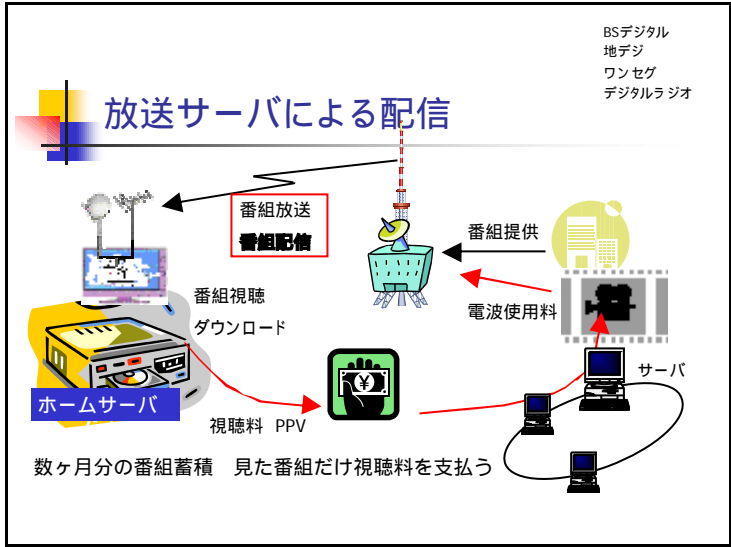 BSデジタル
地デジ
ワンセグ
デジタルラジオ
放送サーバによる配信
番組放送
番組配信
番組提供
番組視聴
ダウンロード
電波使用料
サーバ
ホームサーバ
¥
視聴料 PPV
数ヶ月分の番組蓄積 見た番組だけ視聴料を支払う